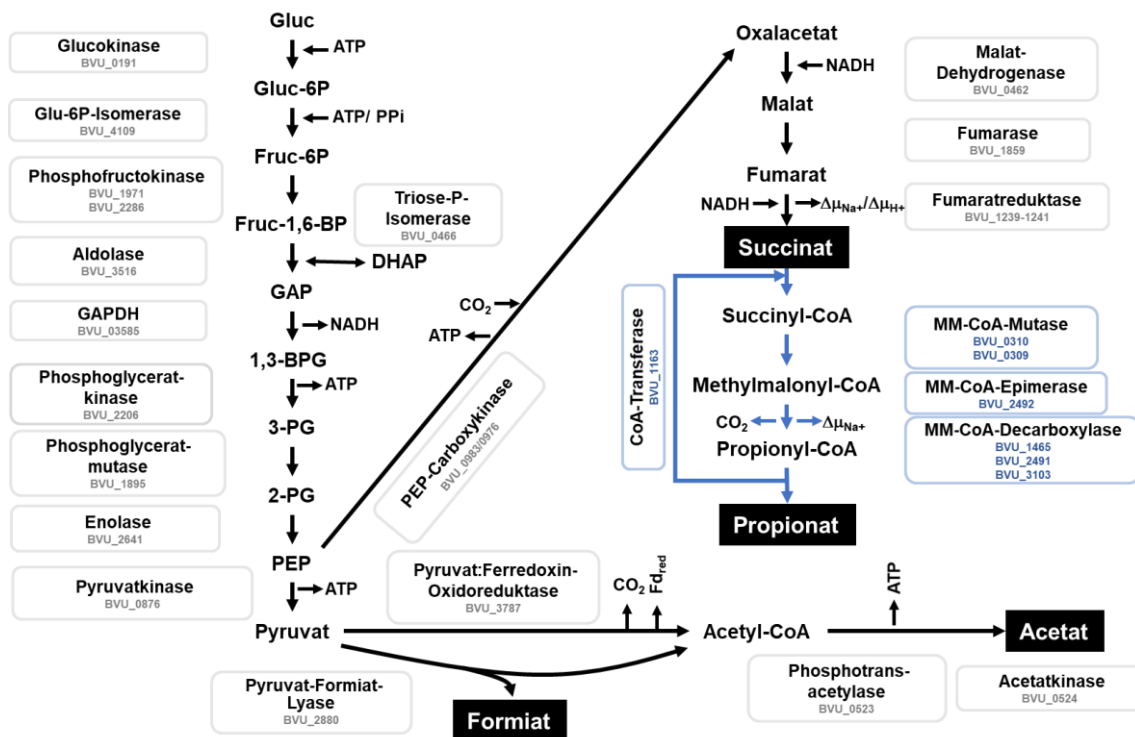 Gluc
ATP
Gluc-6P
ATP/ PPi
Fruc-6P
Fruc-1,6-BP
DHAP
GAP
NADH
1,3-BPG
ATP
3-PG
2-PG
PEP
ATP
Pyruvat
Glucokinase
BVU_0191
Glu-6P-Isomerase
BVU_4109
Phosphofructokinase
BVU_1971
BVU_2286
Aldolase
BVU_3516
GAPDH
BVU_03585
Phosphoglycerat-
kinase
BVU_2206
Phosphoglycerat-
mutase
BVU_1895
Enolase
BVU_2641
Pyruvatkinase
BVU_0876
Triose-P-
Isomerase
BVU_0466
CO2
ATP
PEP-Carboxykinase
BVU_0983/0976
Oxalacetat
NADH
Malat
Fumarat
NADH
ΔμNa+/ΔμH+
Succinat
Succinyl-CoA
Methylmalonyl-CoA
CO2
ΔμNa+
Propionyl-CoA
Propionat
CoA-Transferase
BVU_1163
Malat-
Dehydrogenase
BVU_0462
Fumarase
BVU_1859
Fumaratreduktase
BVU_1239-1241
MM-CoA-Mutase
BVU_0310
BVU_0309
MM-CoA-Epimerase
BVU_2492
MM-CoA-Decarboxylase
BVU_1465
BVU_2491
BVU_3103
Pyruvat:Ferredoxin-
Oxidoreduktase
BVU_3787
CO2
Fdred
Acetyl-CoA
ATP
Acetat
Pyruvat-Formiat-
Lyase
BVU_2880
Formiat
Phosphotrans-
acetylase
BVU_0523
Acetatkinase
BVU_0524